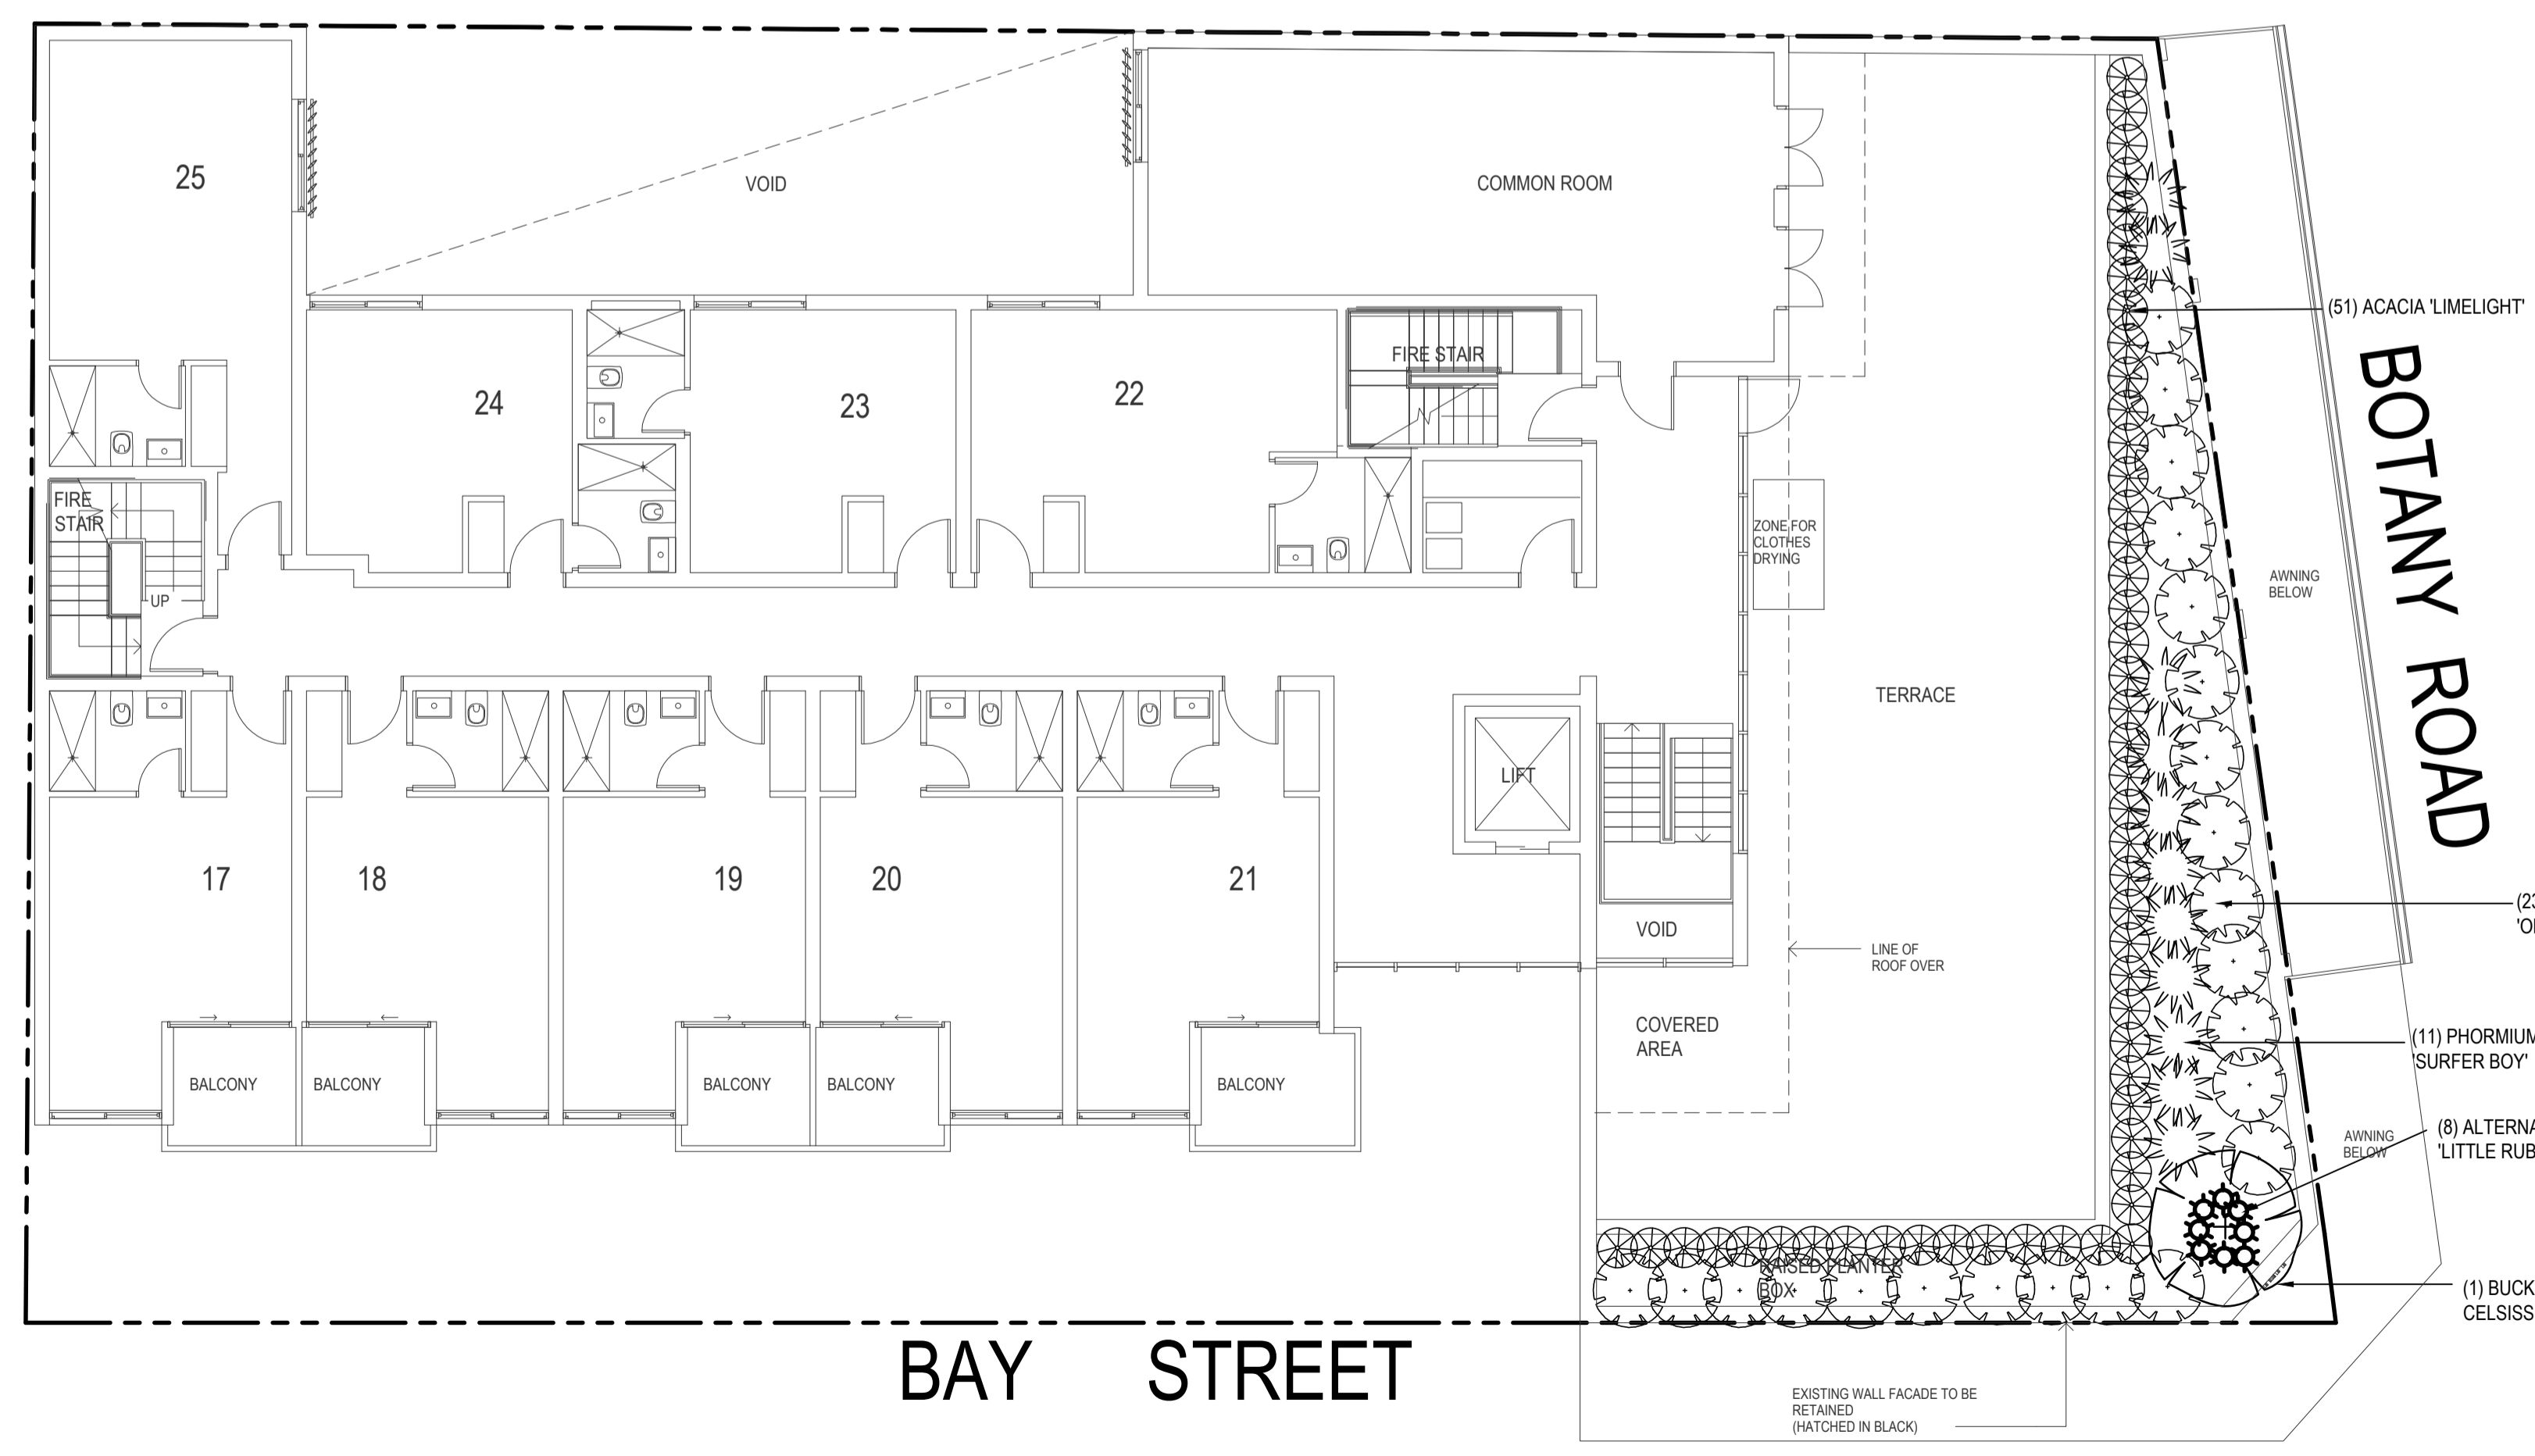 25
VOID
COMMON ROOM
(51) ACACIA 'LIMELIGHT'
FIRE STAIR
24
23
22
BOTANY ROAD
FIRE
STAIR
UP
ZONE FOR
CLOTHES
DRYING
AWNING
BELOW
TERRACE
LIFT
17
18
19
20
21
(23
VOID
LINE OF
ROOF OVER
COVERED
AREA
(11) PHORMIUM
'SURFER BOY'
BALCONY
BALCONY
BALCONY
BALCONY
BALCONY
(8) ALTERNA
'LITTLE RUB
AWNING
BELOW
RAISED PLANTER
BOX
(1) BUCK
CELSISS
BAY STREET
EXISTING WALL FACADE TO BE
RETAINED
(HATCHED IN BLACK)